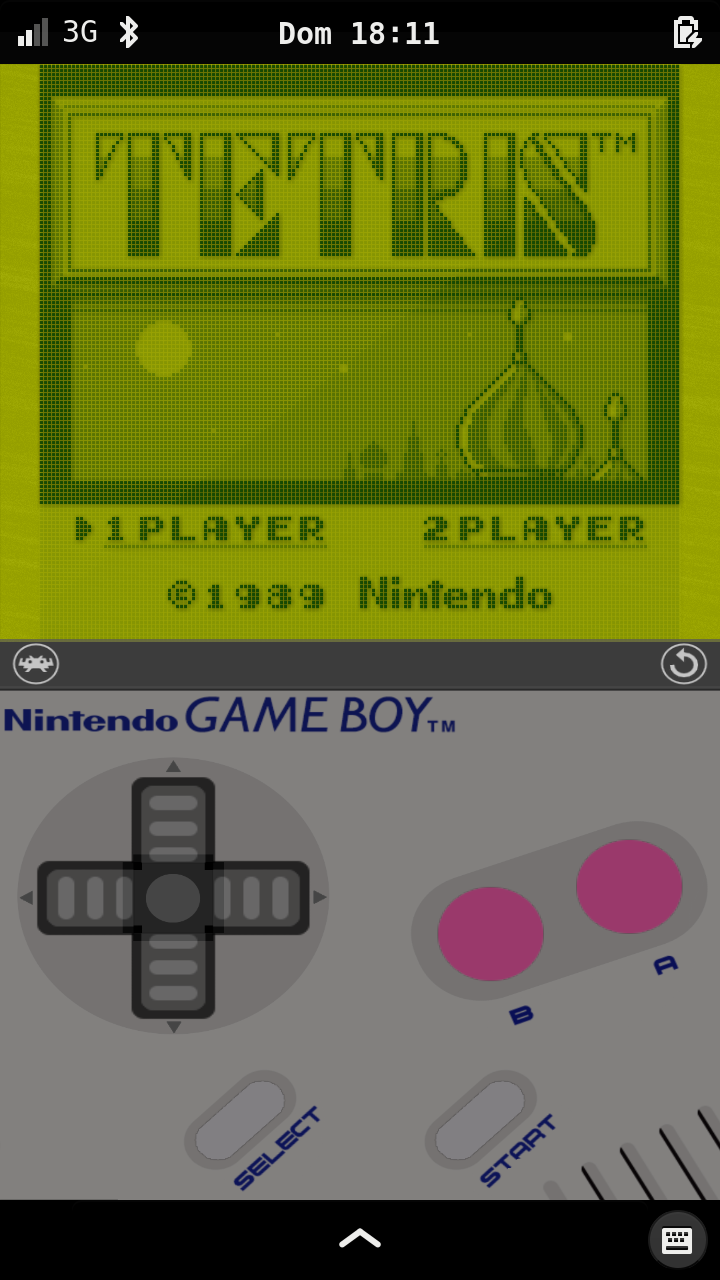 3G Dom 18:11
TETRIS™
1PLAYER 2PLAYER
©1989 Nintendo
Nintendo GAME BOY™
A
B
SELECT START